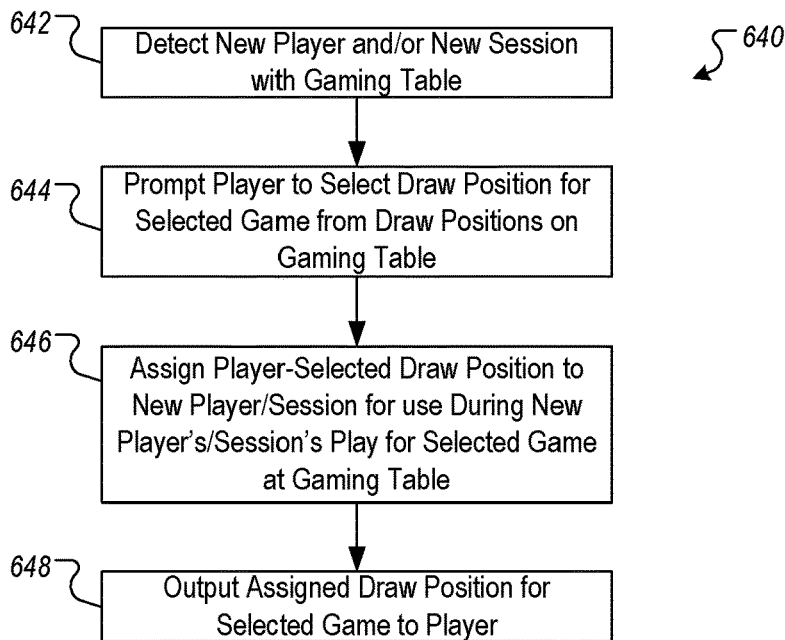 642
Detect New Player and/or New Session
with Gaming Table
640
644
Prompt Player to Select Draw Position for
Selected Game from Draw Positions on
Gaming Table
646
Assign Player-Selected Draw Position to
New Player/Session for use During New
Player's/Session's Play for Selected Game
at Gaming Table
648
Output Assigned Draw Position for
Selected Game to Player